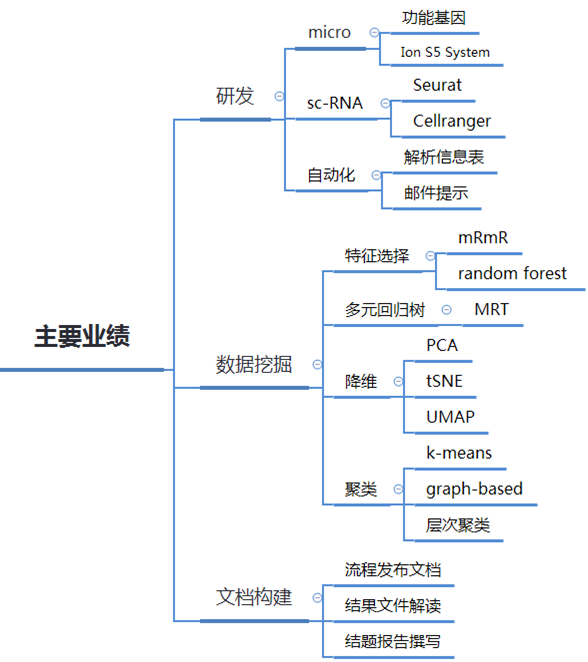 主要业绩
研发
micro
功能基因
Ion S5 System
sc-RNA
Seurat
Cellranger
自动化
解析信息表
邮件提示
数据挖掘
特征选择
mRmR
random forest
多元回归树
MRT
降维
PCA
tSNE
UMAP
聚类
k-means
graph-based
层次聚类
文档构建
流程发布文档
结果文件解读
结题报告撰写